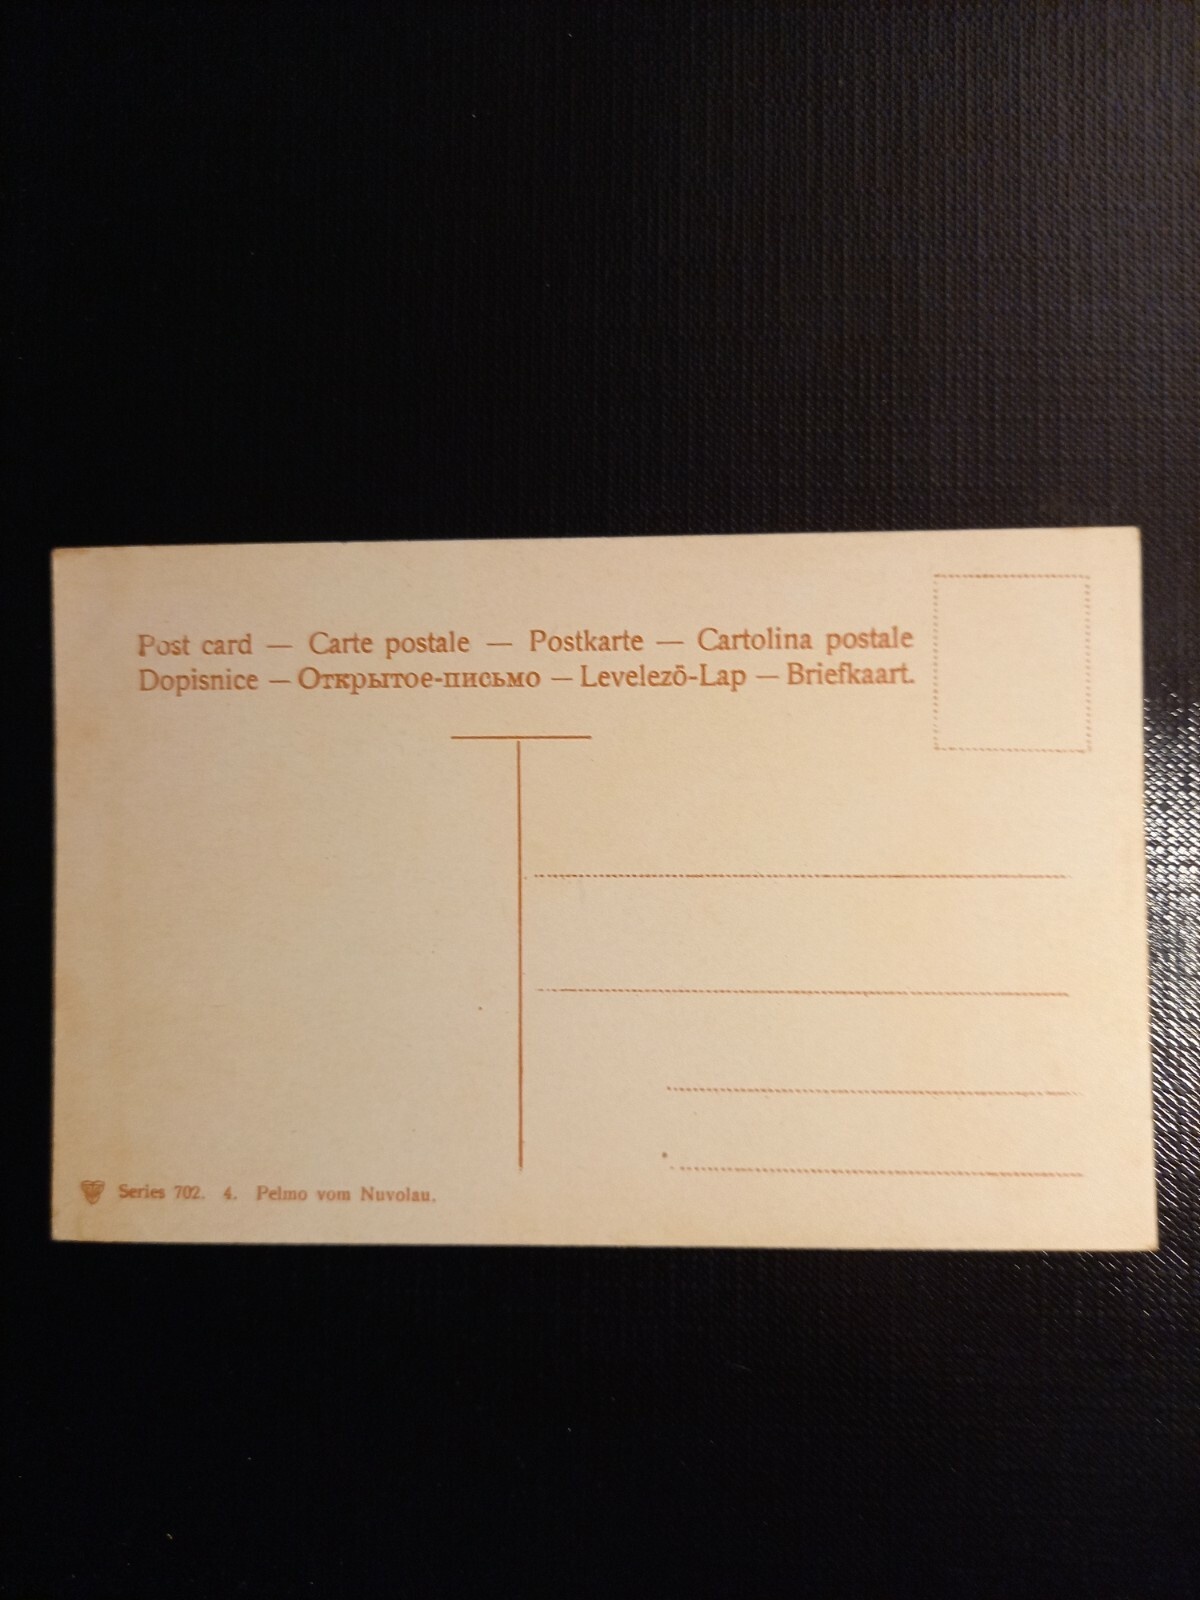 Post card — Carte postale — Postkarte — Cartolina postale
Dopisnice — Открытое-письмо — Levelező-Lap — Briefkaart.
Series 702. 4. Pelmo vom Nuvolau.